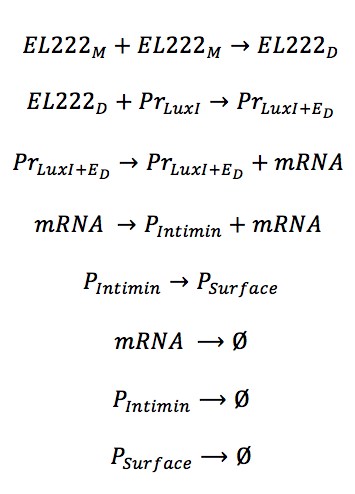 EL222_M + EL222_M → EL222_D
EL222_D + Pr_LuxI → Pr_LuxI+E_D
Pr_LuxI+E_D → Pr_LuxI+E_D + mRNA
mRNA → P_Intimin + mRNA
P_Intimin → P_Surface
mRNA ⟶ Ø
P_Intimin ⟶ Ø
P_Surface ⟶ Ø